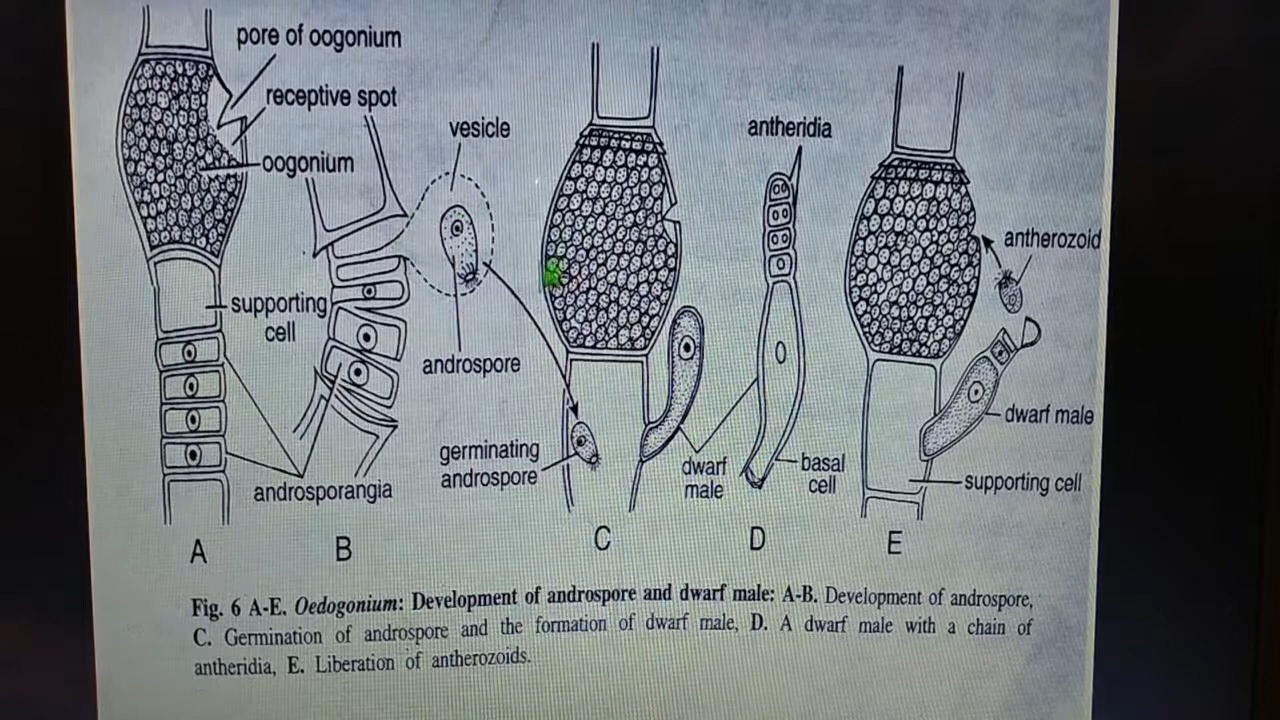 pore of oogonium
receptive spot
oogonium
supporting
cell
androsporangia
vesicle
androspore
germinating
androspore
dwarf
male
antheridia
basal
cell
antherozoid
dwarf male
supporting cell
A
B
C
D
E
Fig. 6 A-E. Oedogonium: Development of androspore and dwarf male: A-B. Development of androspore,
C. Germination of androspore and the formation of dwarf male, D. A dwarf male with a chain of
antheridia, E. Liberation of antherozoids.